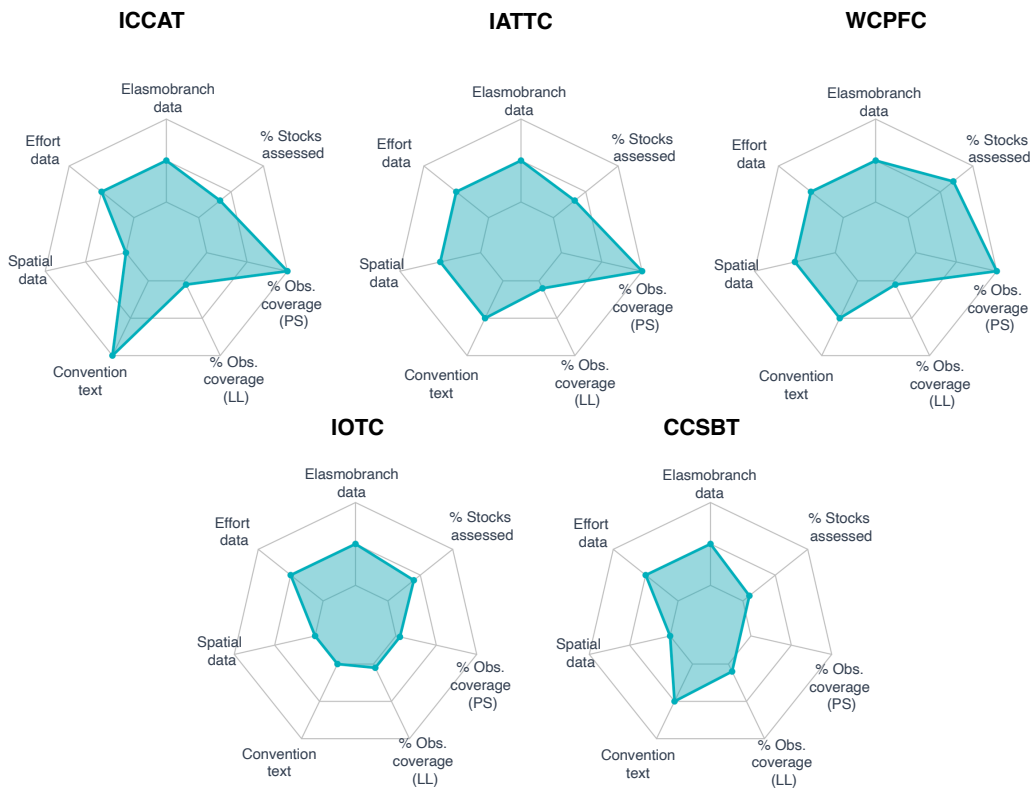 ICCAT
Elasmobranch
data
% Stocks
assessed
% Obs.
coverage
(PS)
% Obs.
coverage
(LL)
Convention
text
Spatial
data
Effort
data
IATTC
Elasmobranch
data
% Stocks
assessed
% Obs.
coverage
(PS)
% Obs.
coverage
(LL)
Convention
text
Spatial
data
Effort
data
WCPFC
Elasmobranch
data
% Stocks
assessed
% Obs.
coverage
(PS)
% Obs.
coverage
(LL)
Convention
text
Spatial
data
Effort
data
IOTC
Elasmobranch
data
% Stocks
assessed
% Obs.
coverage
(PS)
% Obs.
coverage
(LL)
Convention
text
Spatial
data
Effort
data
CCSBT
Elasmobranch
data
% Stocks
assessed
% Obs.
coverage
(PS)
% Obs.
coverage
(LL)
Convention
text
Spatial
data
Effort
data